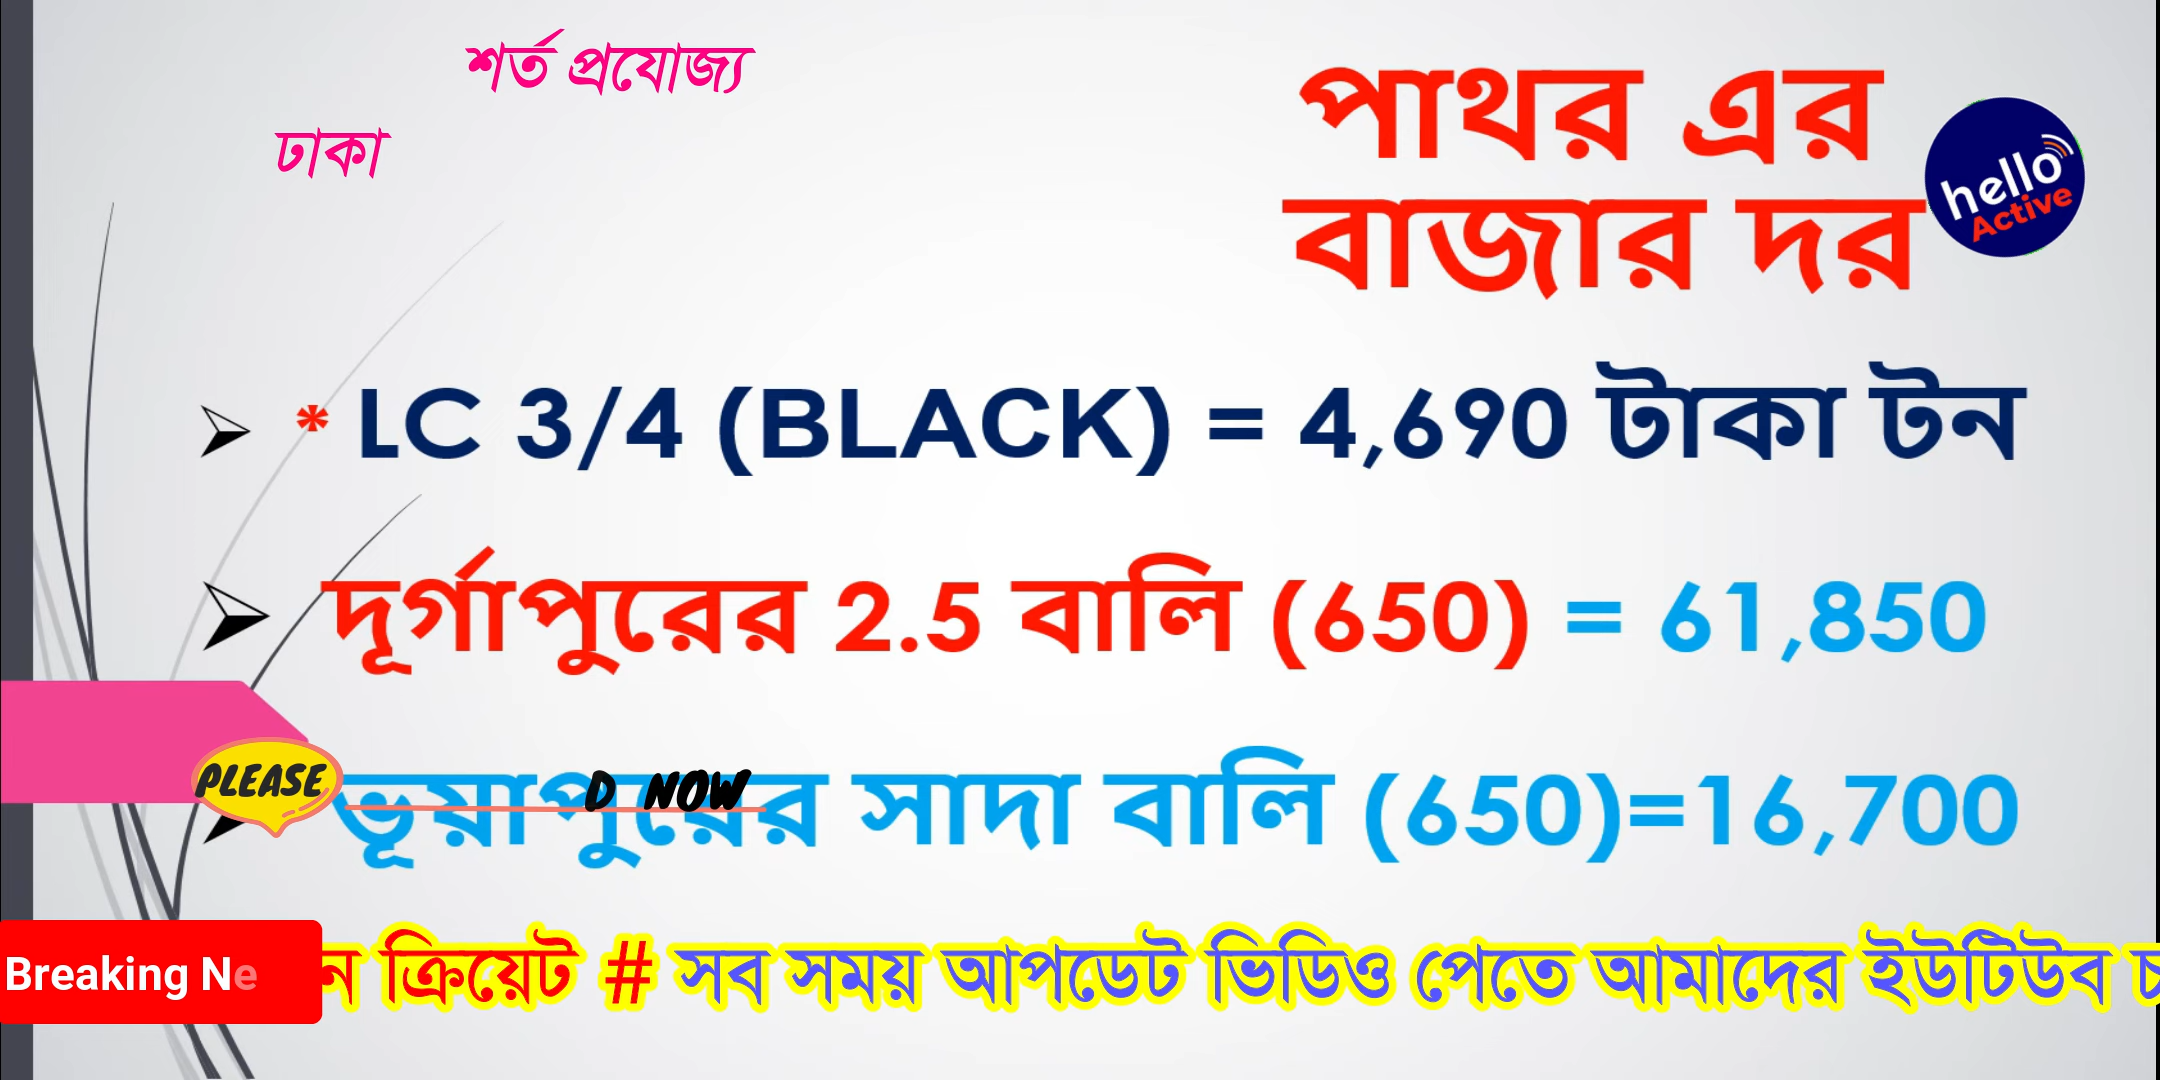 শর্ত প্রযোজ্য
ঢাকা
পাথর এর
বাজার দর
hello
Active
* LC 3/4 (BLACK) = 4,690 টাকা টন
দূর্গাপুরের 2.5 বালি (650) = 61,850
PLEASE
D NOW
ভূয়াপুরের সাদা বালি (650)=16,700
Breaking Ne
ন ক্রিয়েট # সব সময় আপডেট ভিডিও পেতে আমাদের ইউটিউব চ